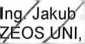 Ing. Jakub
ZEOS UNI,